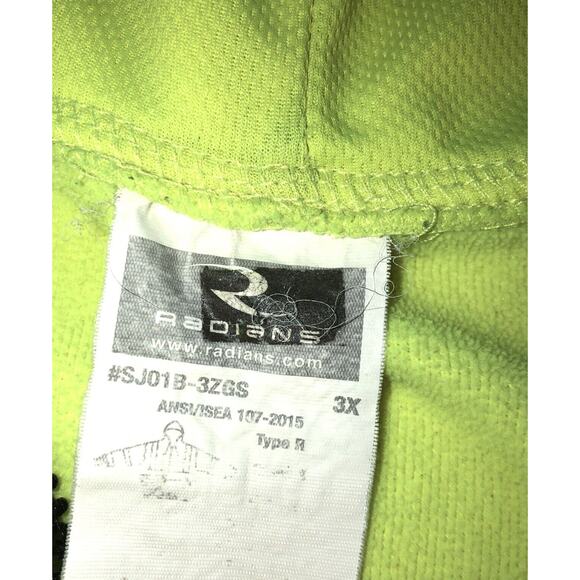 R
RADIANS
www.radians.com
#SJ01B-3ZGS
3X
ANSI/ISEA 107-2015
Type R